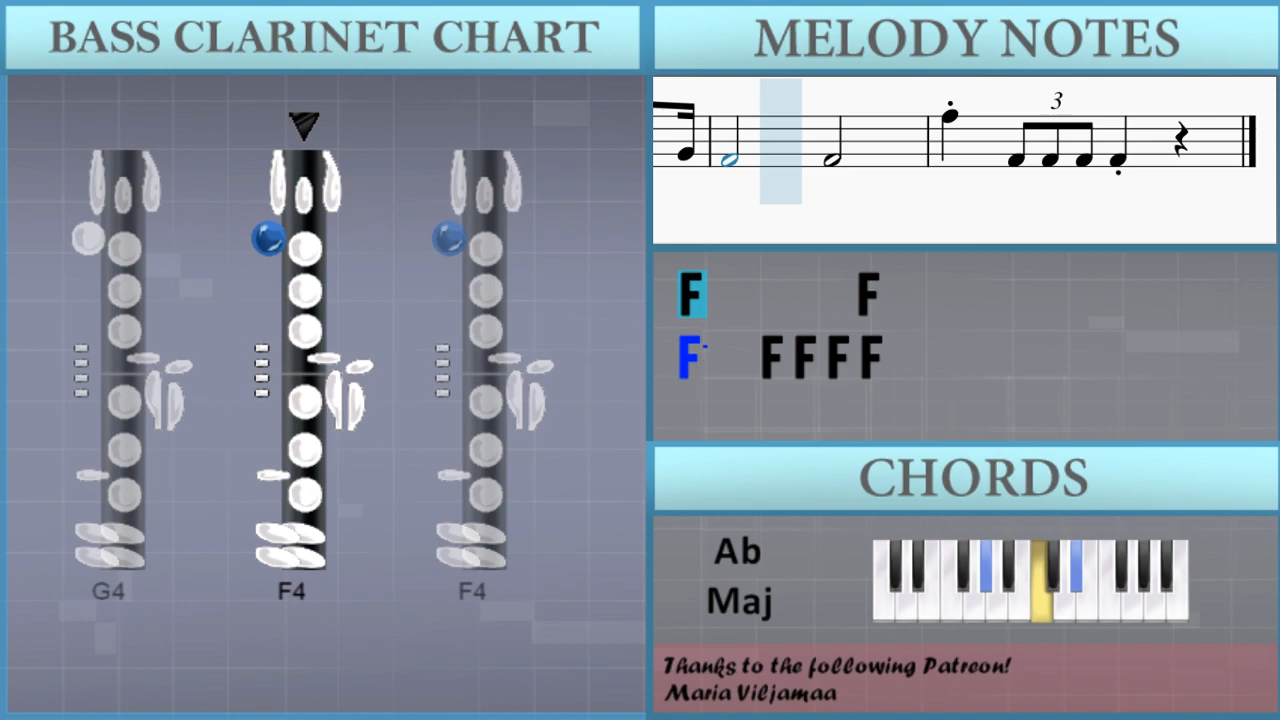 BASS CLARINET CHART
G4 F4 F4
MELODY NOTES
3
F F
F F F F F
CHORDS
Ab
Maj
Thanks to the following Patreon!
Maria Viljamaa